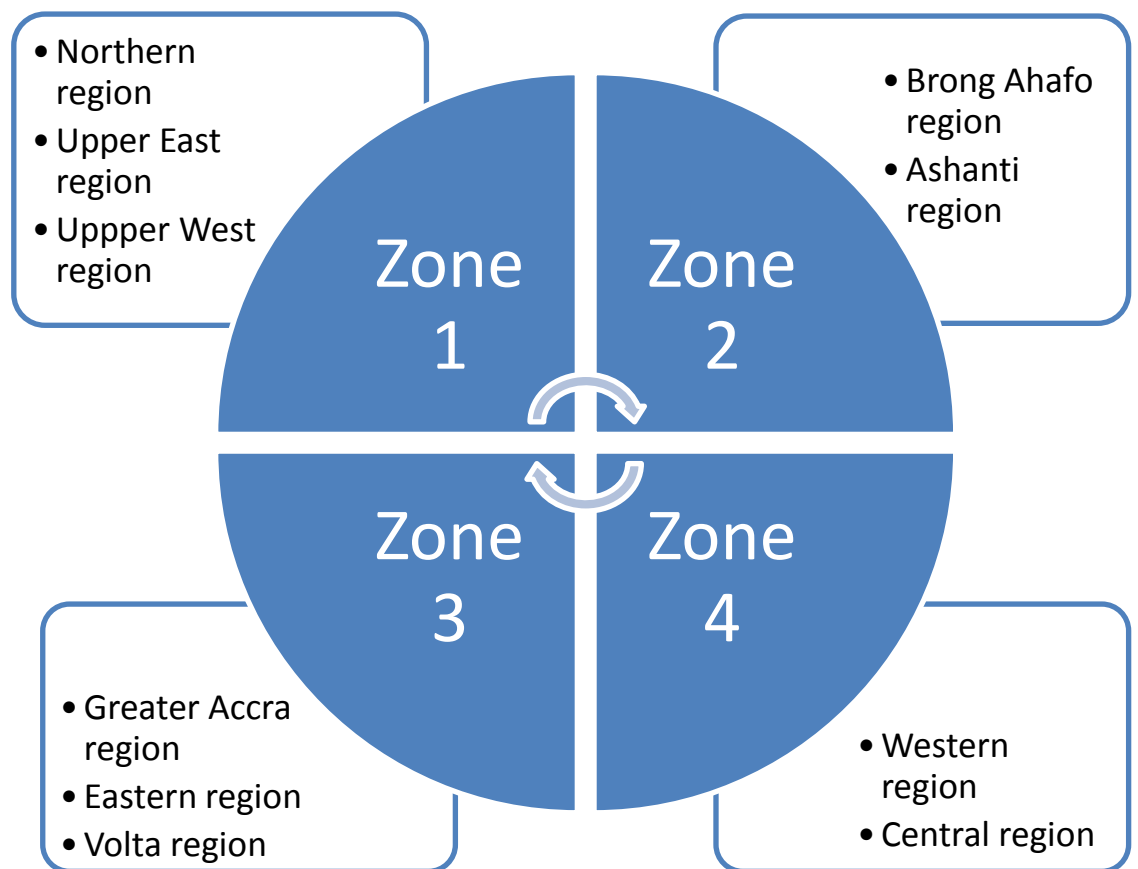 • Northern
region
• Upper East
region
• Uppper West
region
Zone
1
• Brong Ahafo
region
• Ashanti
region
Zone
2
Zone
3
• Greater Accra
region
• Eastern region
• Volta region
Zone
4
• Western
region
• Central region